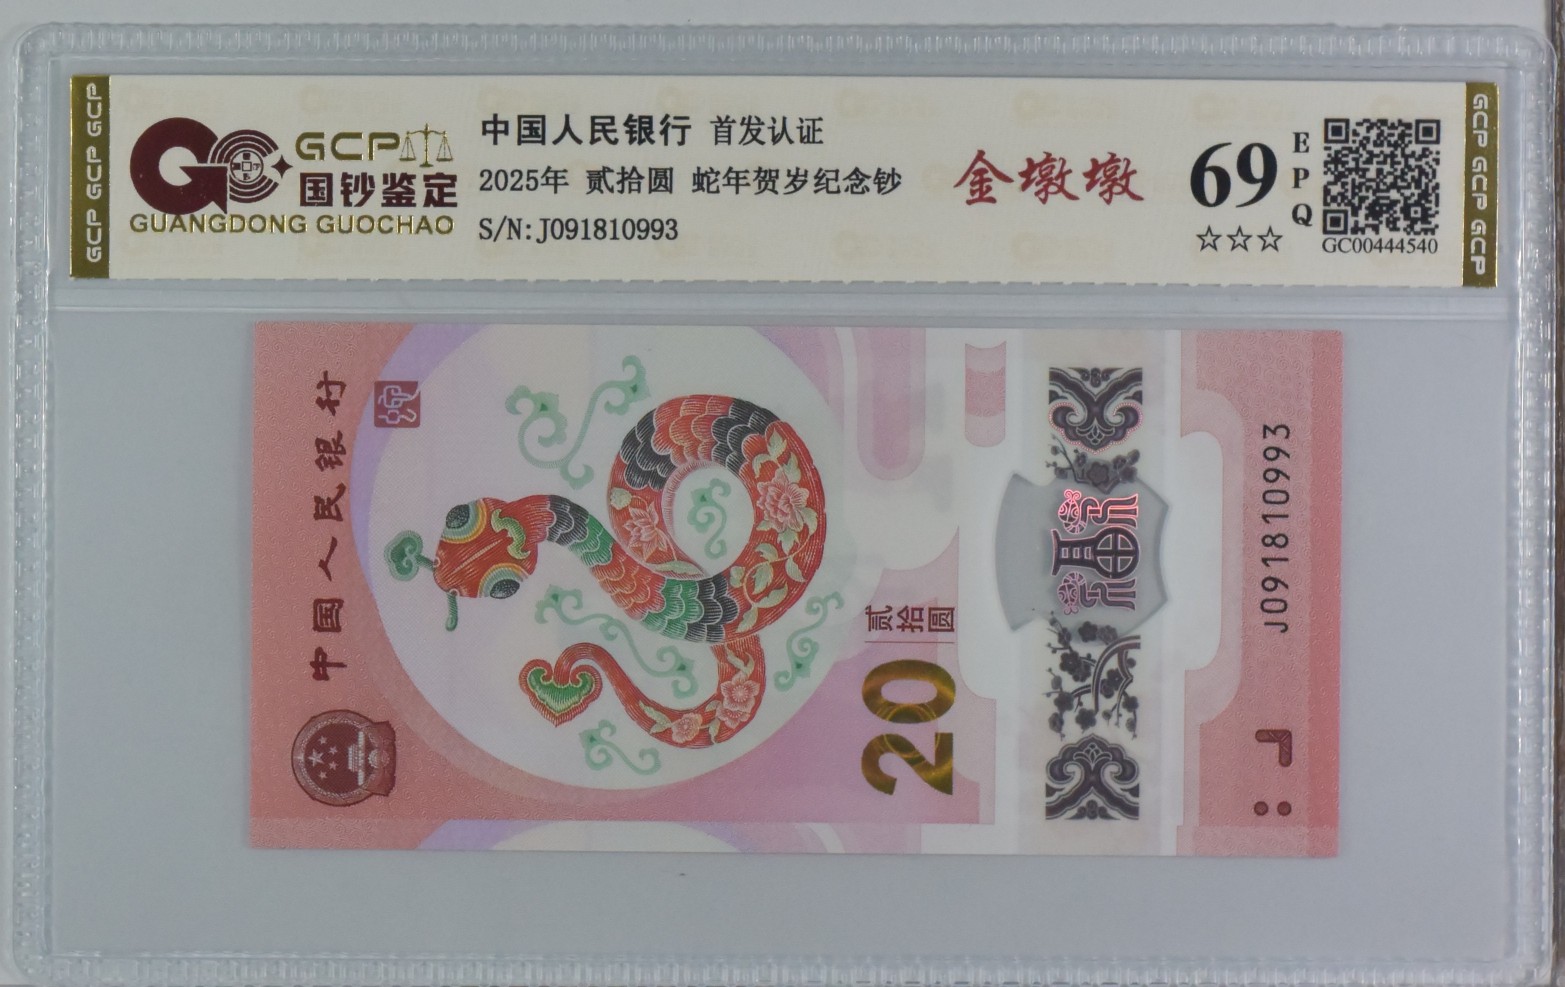 GCP GCP GCP
GCP
国钞鉴定
GUANGDONG GUOCHAO
中国人民银行 首发认证
2025年 贰拾圆 蛇年贺岁纪念钞
S/N:J091810993
金墩墩
69
EPQ
☆☆☆
GC00444540
GCP GCP GCP
中国人民银行
贰拾圆
20
福
J091810993